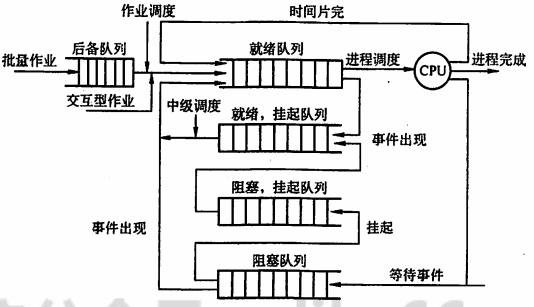 作业调度
时间片完
批量作业
后备队列
就绪队列
进程调度
CPU
进程完成
交互型作业
中级调度
就绪，挂起队列
事件出现
阻塞，挂起队列
事件出现
挂起
阻塞队列
等待事件